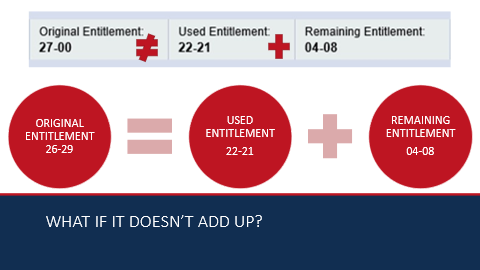 Original Entitlement: Used Entitlement: Remaining Entitlement:
27-00 ≠ 22-21 + 04-08
ORIGINAL
ENTITLEMENT
26-29
=
USED
ENTITLEMENT
22-21
+
REMAINING
ENTITLEMENT
04-08
WHAT IF IT DOESN'T ADD UP?